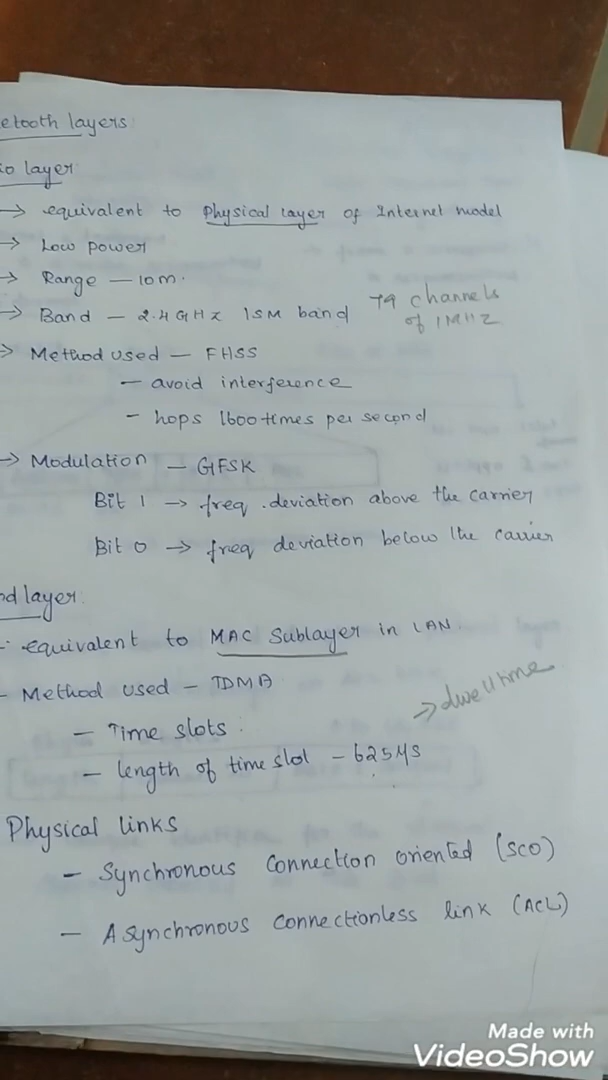 etooth layers
io layer
→ equivalent to Physical layer of Internet model
→ Low power
→ Range — 10m.
→ Band — 2.4 GHz ISM band 79 channels of 1MHZ
→ Method used — FHSS
— avoid interference
- hops 1600 times per second
→ Modulation — GFSK
Bit 1 → freq. deviation above the carrier
Bit 0 → freq deviation below the carrier
nd layer:
- equivalent to MAC Sublayer in LAN.
- Method used — TDMA
→ dwell time
— Time slots:
— length of time slot — 625 μs
Physical links
— Synchronous Connection oriented (SCO)
— Asynchronous Connectionless link (ACL)
Made with
VideoShow